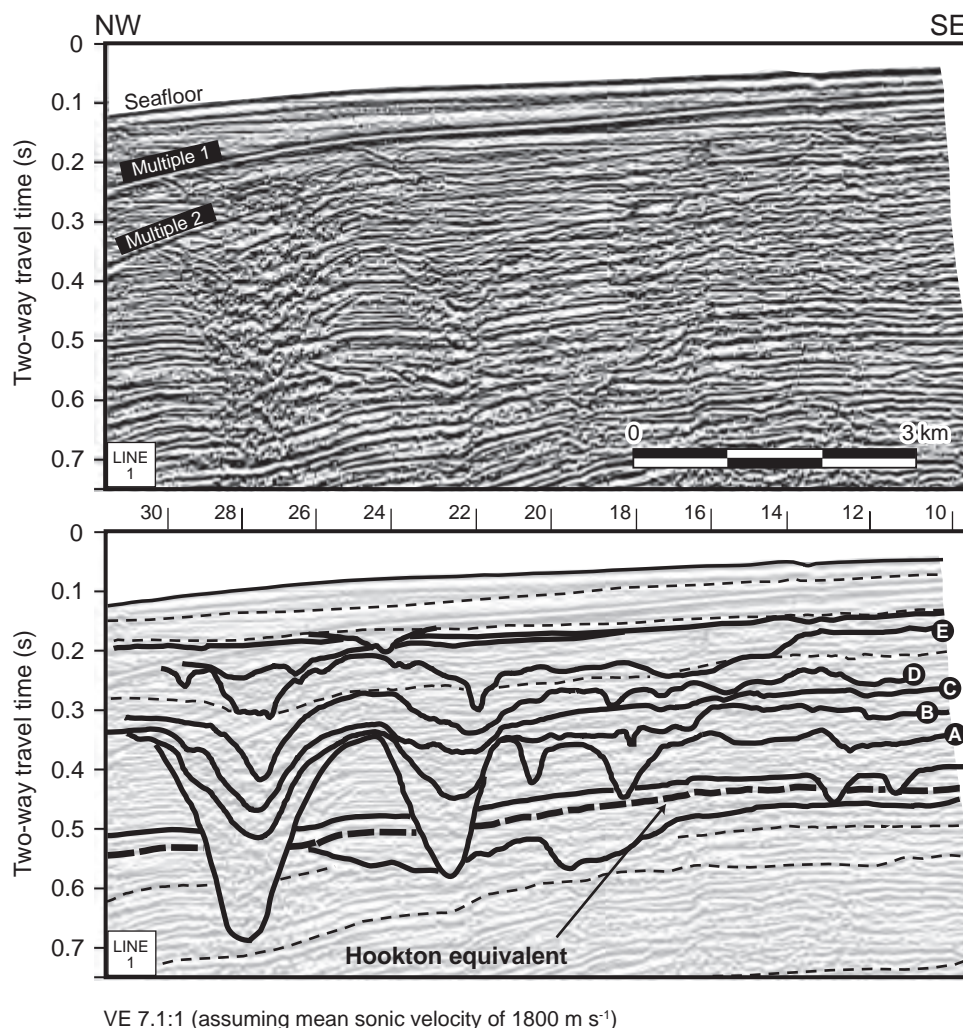 NW SE
0
0.1
0.2
0.3
0.4
0.5
0.6
0.7
Two-way travel time (s)
Seafloor
Multiple 1
Multiple 2
0 3 km
LINE
1
30 28 26 24 22 20 18 16 14 12 10
0
0.1
0.2
0.3
0.4
0.5
0.6
0.7
Two-way travel time (s)
E
D
C
B
A
Hookton equivalent
LINE
1
VE 7.1:1 (assuming mean sonic velocity of 1800 m s⁻¹)